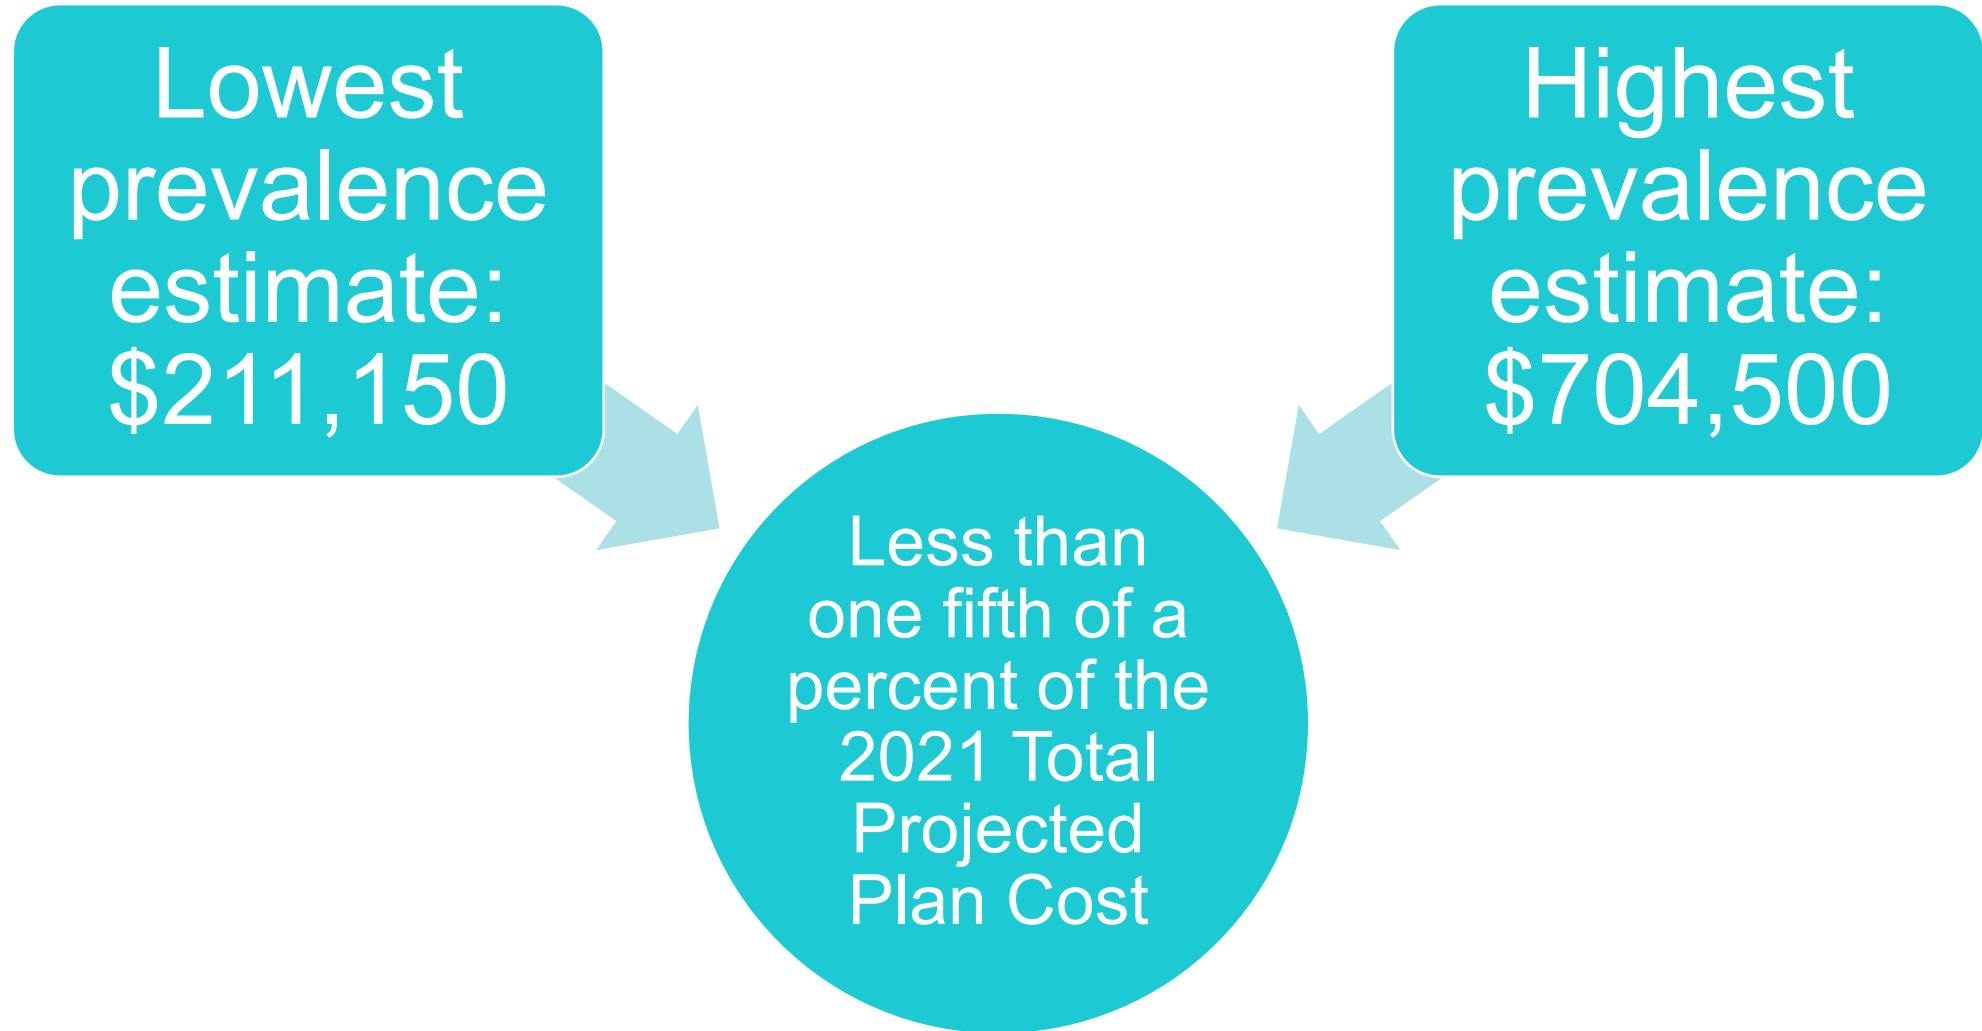 Lowest
prevalence
estimate:
$211,150
Highest
prevalence
estimate:
$704,500
Less than
one fifth of a
percent of the
2021 Total
Projected
Plan Cost